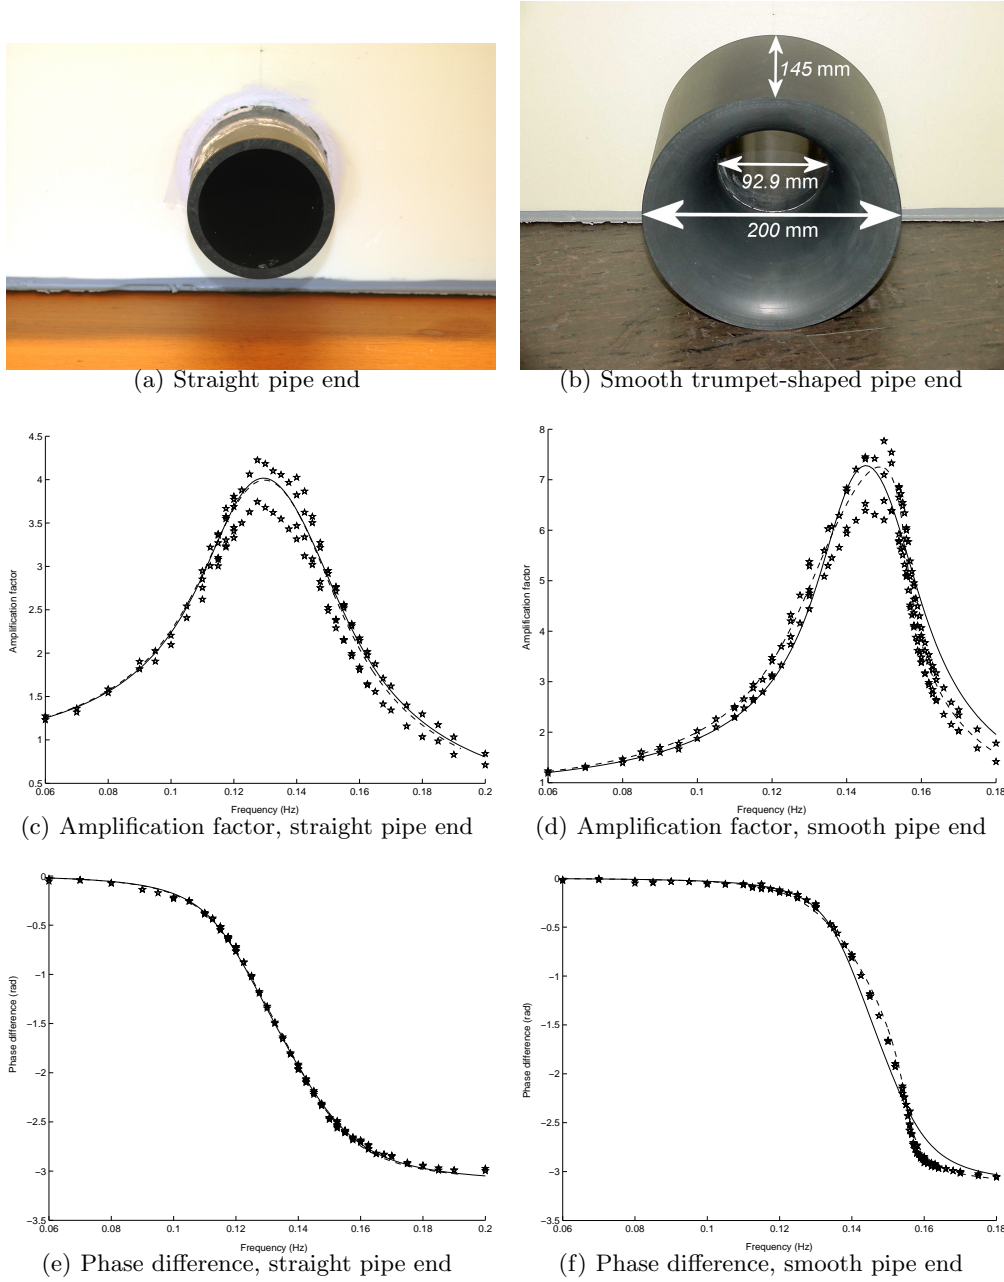 145 mm
92.9 mm
200 mm
(a) Straight pipe end
(b) Smooth trumpet-shaped pipe end
4.5
4
3.5
3
2.5
2
1.5
1
0.5
Amplification factor
0.06 0.08 0.1 0.12 0.14 0.16 0.18 0.2
Frequency (Hz)
8
7
6
5
4
3
2
1
Amplification factor
0.06 0.08 0.1 0.12 0.14 0.16 0.18
Frequency (Hz)
(c) Amplification factor, straight pipe end
(d) Amplification factor, smooth pipe end
0
−0.5
−1
−1.5
−2
−2.5
−3
−3.5
Phase difference (rad)
0.06 0.08 0.1 0.12 0.14 0.16 0.18 0.2
Frequency (Hz)
0
−0.5
−1
−1.5
−2
−2.5
−3
−3.5
Phase difference (rad)
0.06 0.08 0.1 0.12 0.14 0.16 0.18
Frequency (Hz)
(e) Phase difference, straight pipe end
(f) Phase difference, smooth pipe end